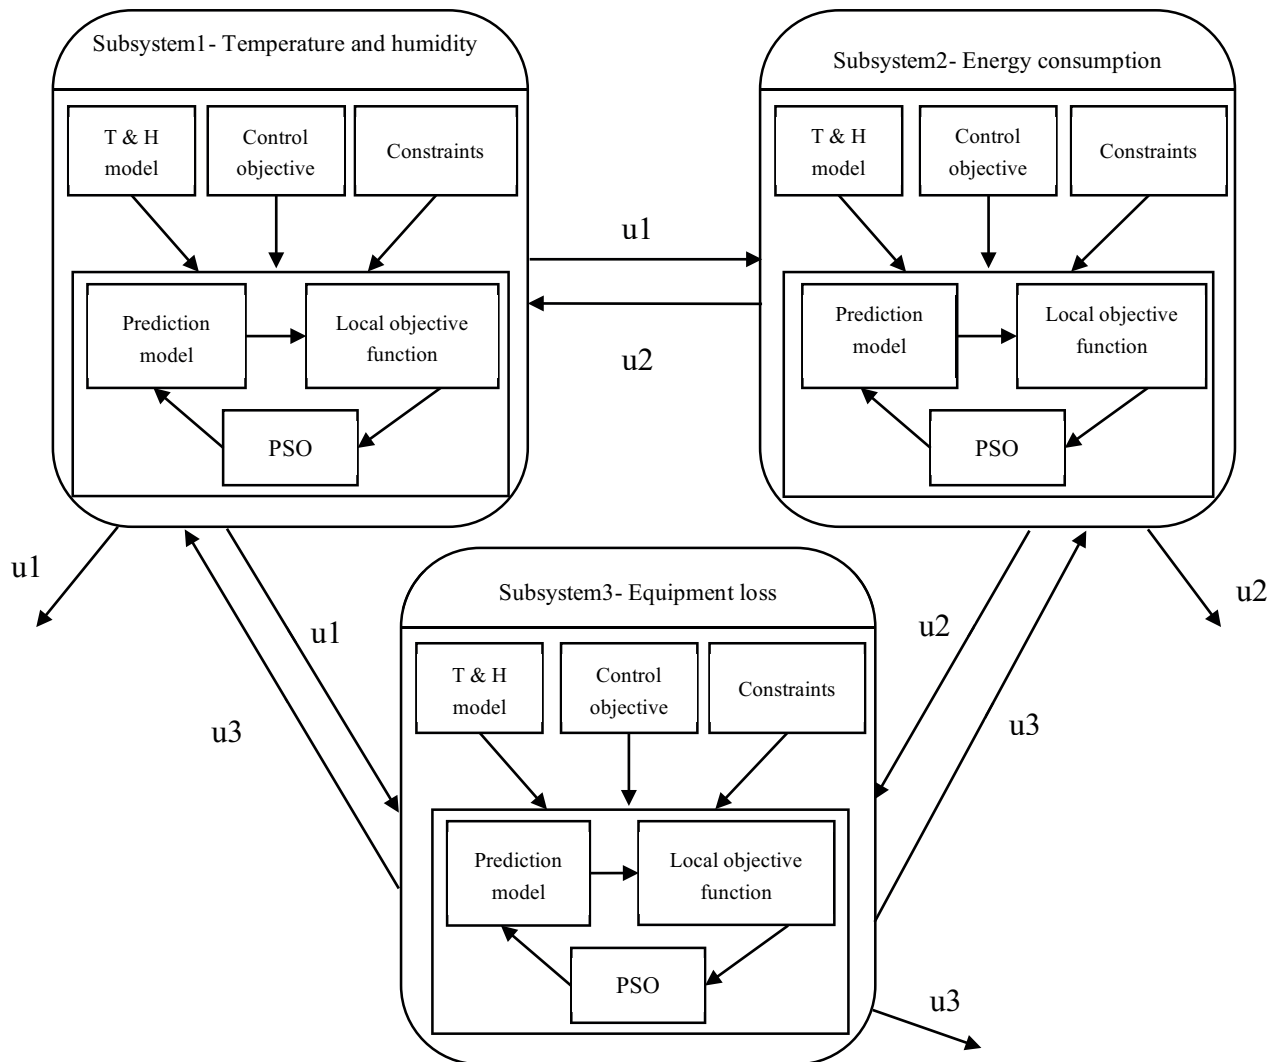 Subsystem1- Temperature and humidity
T & H
model
Control
objective
Constraints
Prediction
model
Local objective
function
PSO
u1
u2
Subsystem2- Energy consumption
T & H
model
Control
objective
Constraints
Prediction
model
Local objective
function
PSO
u1
u1
u3
u2
u3
u2
Subsystem3- Equipment loss
T & H
model
Control
objective
Constraints
Prediction
model
Local objective
function
PSO
u3